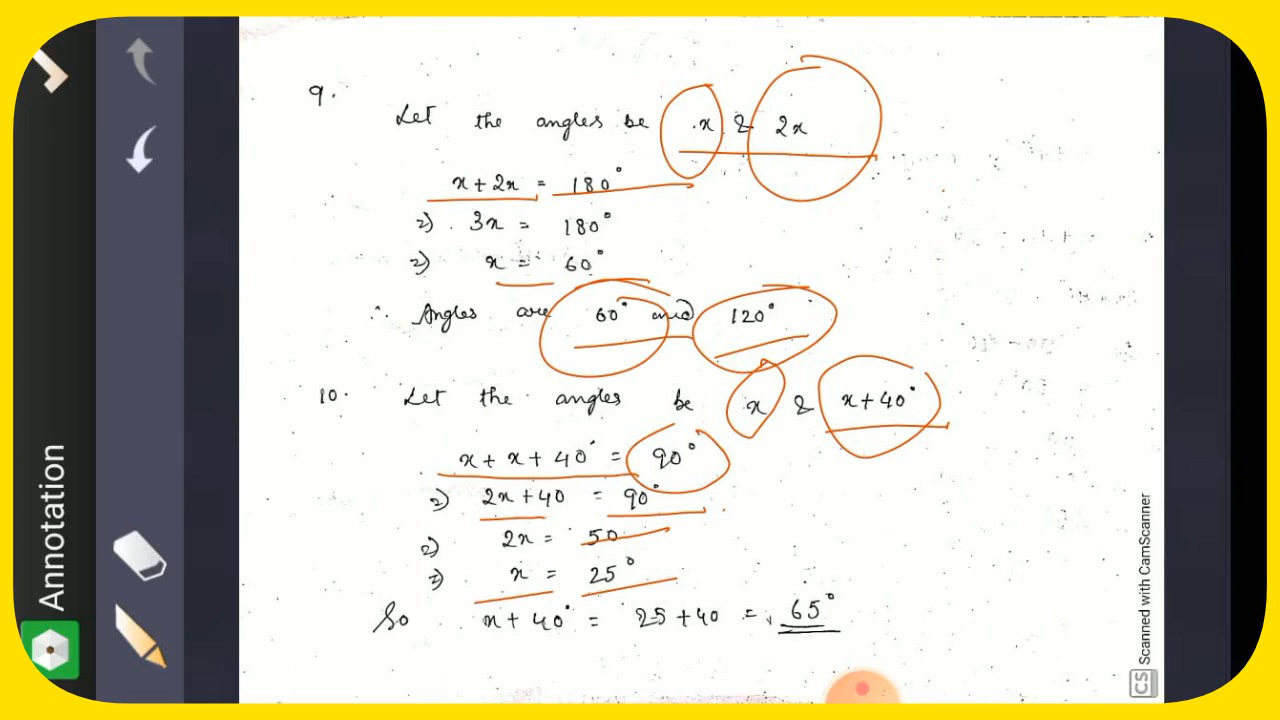 9.
Let the angles be x & 2x
x + 2x = 180°
⇒) 3x = 180°
⇒) x = 60°
∴ Angles are 60° and 120°
10. Let the angles be x & x + 40°
x + x + 40° = 90°
⇒) 2x + 40 = 90°
⇒) 2x = 50
⇒) x = 25°
So x + 40° = 25 + 40 = 65°
Annotation
CS Scanned with CamScanner